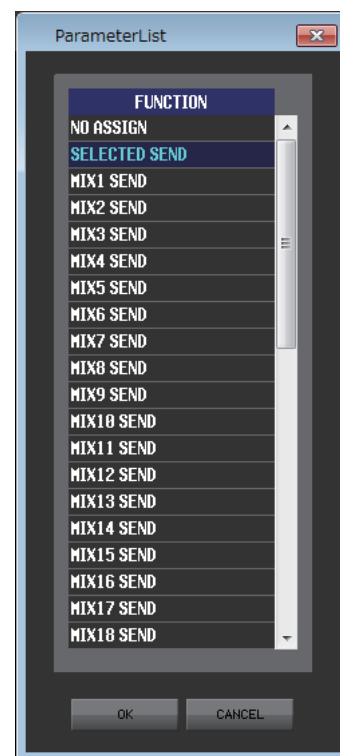 ParameterList
FUNCTION
NO ASSIGN
SELECTED SEND
MIX1 SEND
MIX2 SEND
MIX3 SEND
MIX4 SEND
MIX5 SEND
MIX6 SEND
MIX7 SEND
MIX8 SEND
MIX9 SEND
MIX10 SEND
MIX11 SEND
MIX12 SEND
MIX13 SEND
MIX14 SEND
MIX15 SEND
MIX16 SEND
MIX17 SEND
MIX18 SEND
OK CANCEL